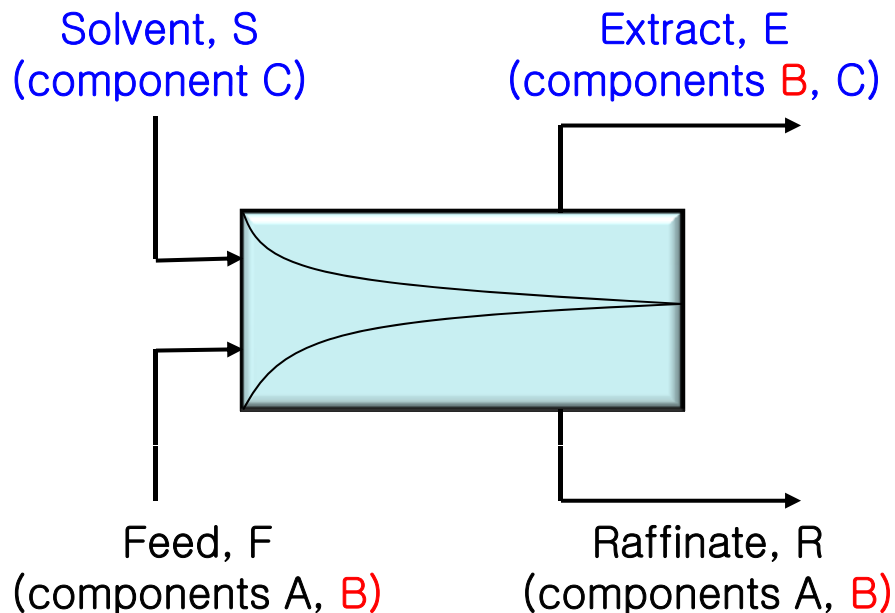 Solvent, S
(component C)
Extract, E
(components B, C)
Feed, F
(components A, B)
Raffinate, R
(components A, B)